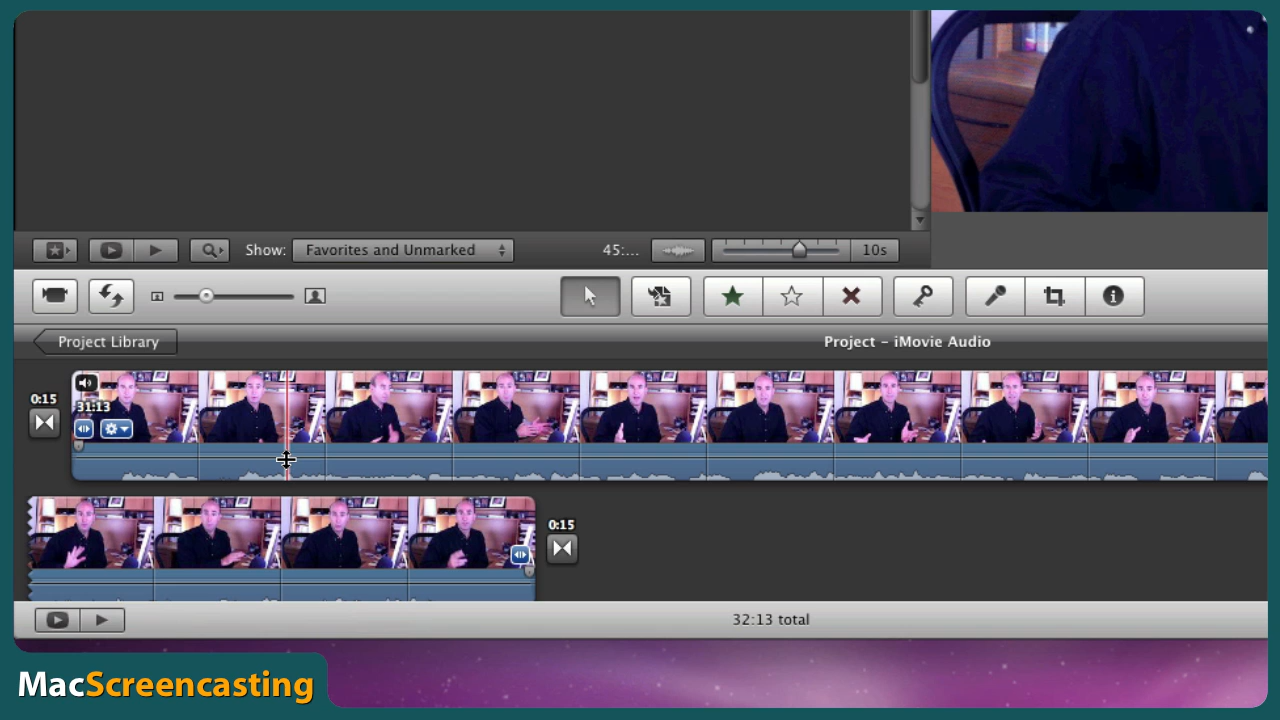 Show: Favorites and Unmarked 45:... 10s
Project Library Project - iMovie Audio
0:15
31:13
0:15
32:13 total
MacScreencasting